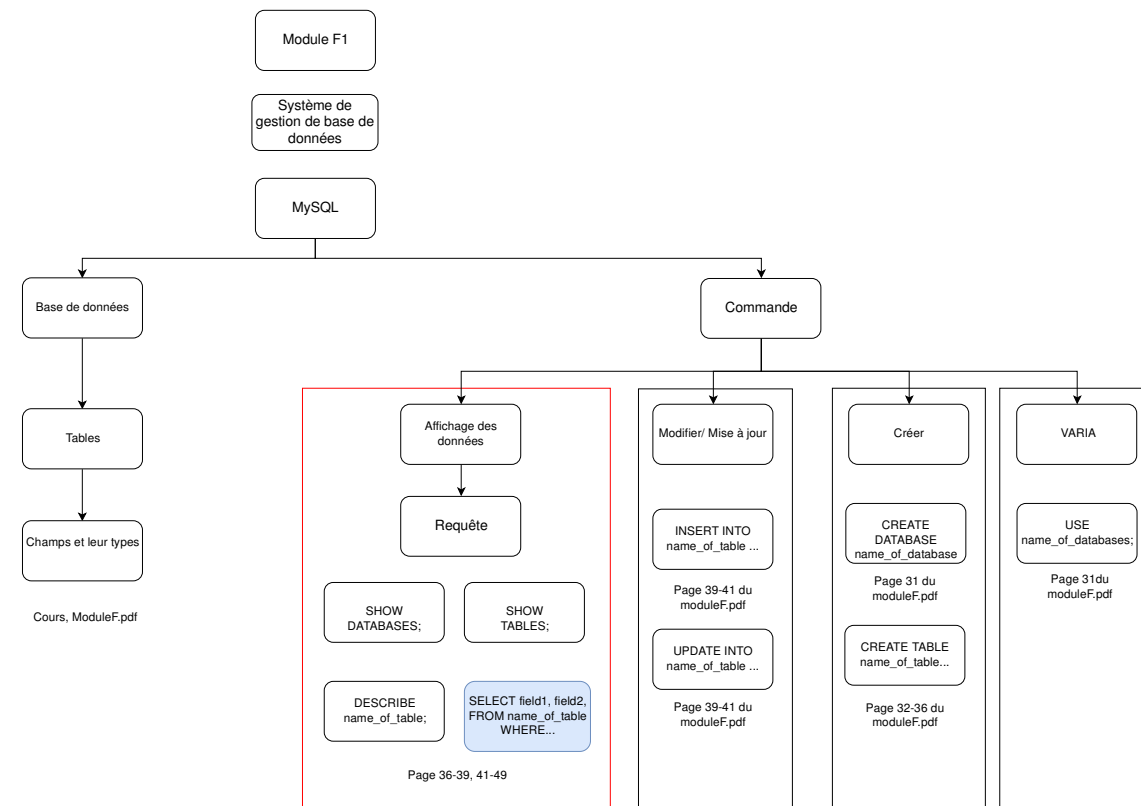 Module F1
Système de
gestion de base de
données
MySQL
Base de données
Commande
Tables
Champs et leur types
Cours, ModuleF.pdf
Affichage des
données
Requête
SHOW
DATABASES;
SHOW
TABLES;
DESCRIBE
name_of_table;
SELECT field1, field2,
FROM name_of_table
WHERE...
Page 36-39, 41-49
Modifier/ Mise à jour
INSERT INTO
name_of_table ...
Page 39-41 du
moduleF.pdf
UPDATE INTO
name_of_table ...
Page 39-41 du
moduleF.pdf
Créer
CREATE
DATABASE
name_of_database
Page 31 du
moduleF.pdf
CREATE TABLE
name_of_table...
Page 32-36 du
moduleF.pdf
VARIA
USE
name_of_databases;
Page 31du
moduleF.pdf